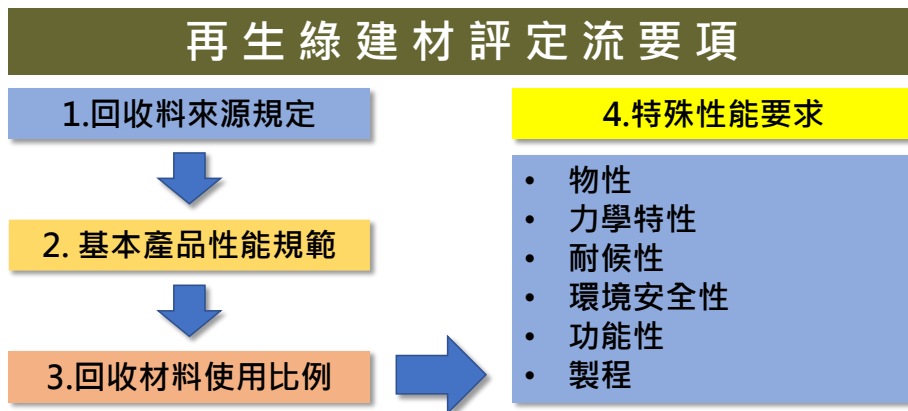 再生綠建材評定流要項
1.回收料來源規定
2. 基本產品性能規範
3.回收材料使用比例
4.特殊性能要求
• 物性
• 力學特性
• 耐候性
• 環境安全性
• 功能性
• 製程